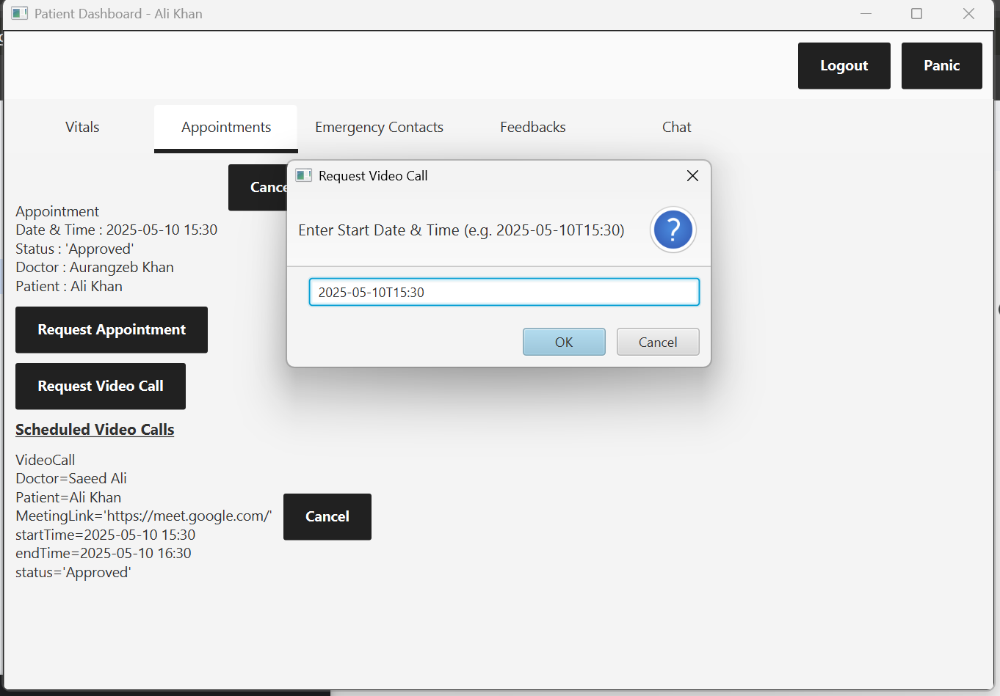 Patient Dashboard - Ali Khan
Logout
Panic
Vitals
Appointments
Emergency Contacts
Feedbacks
Chat
Request Video Call
Enter Start Date & Time (e.g. 2025-05-10T15:30)
?
2025-05-10T15:30
OK
Cancel
Appointment
Date & Time : 2025-05-10 15:30
Status : 'Approved'
Doctor : Aurangzeb Khan
Patient : Ali Khan
Request Appointment
Request Video Call
Scheduled Video Calls
VideoCall
Doctor=Saeed Ali
Patient=Ali Khan
MeetingLink='https://meet.google.com/'
startTime=2025-05-10 15:30
endTime=2025-05-10 16:30
status='Approved'
Cancel